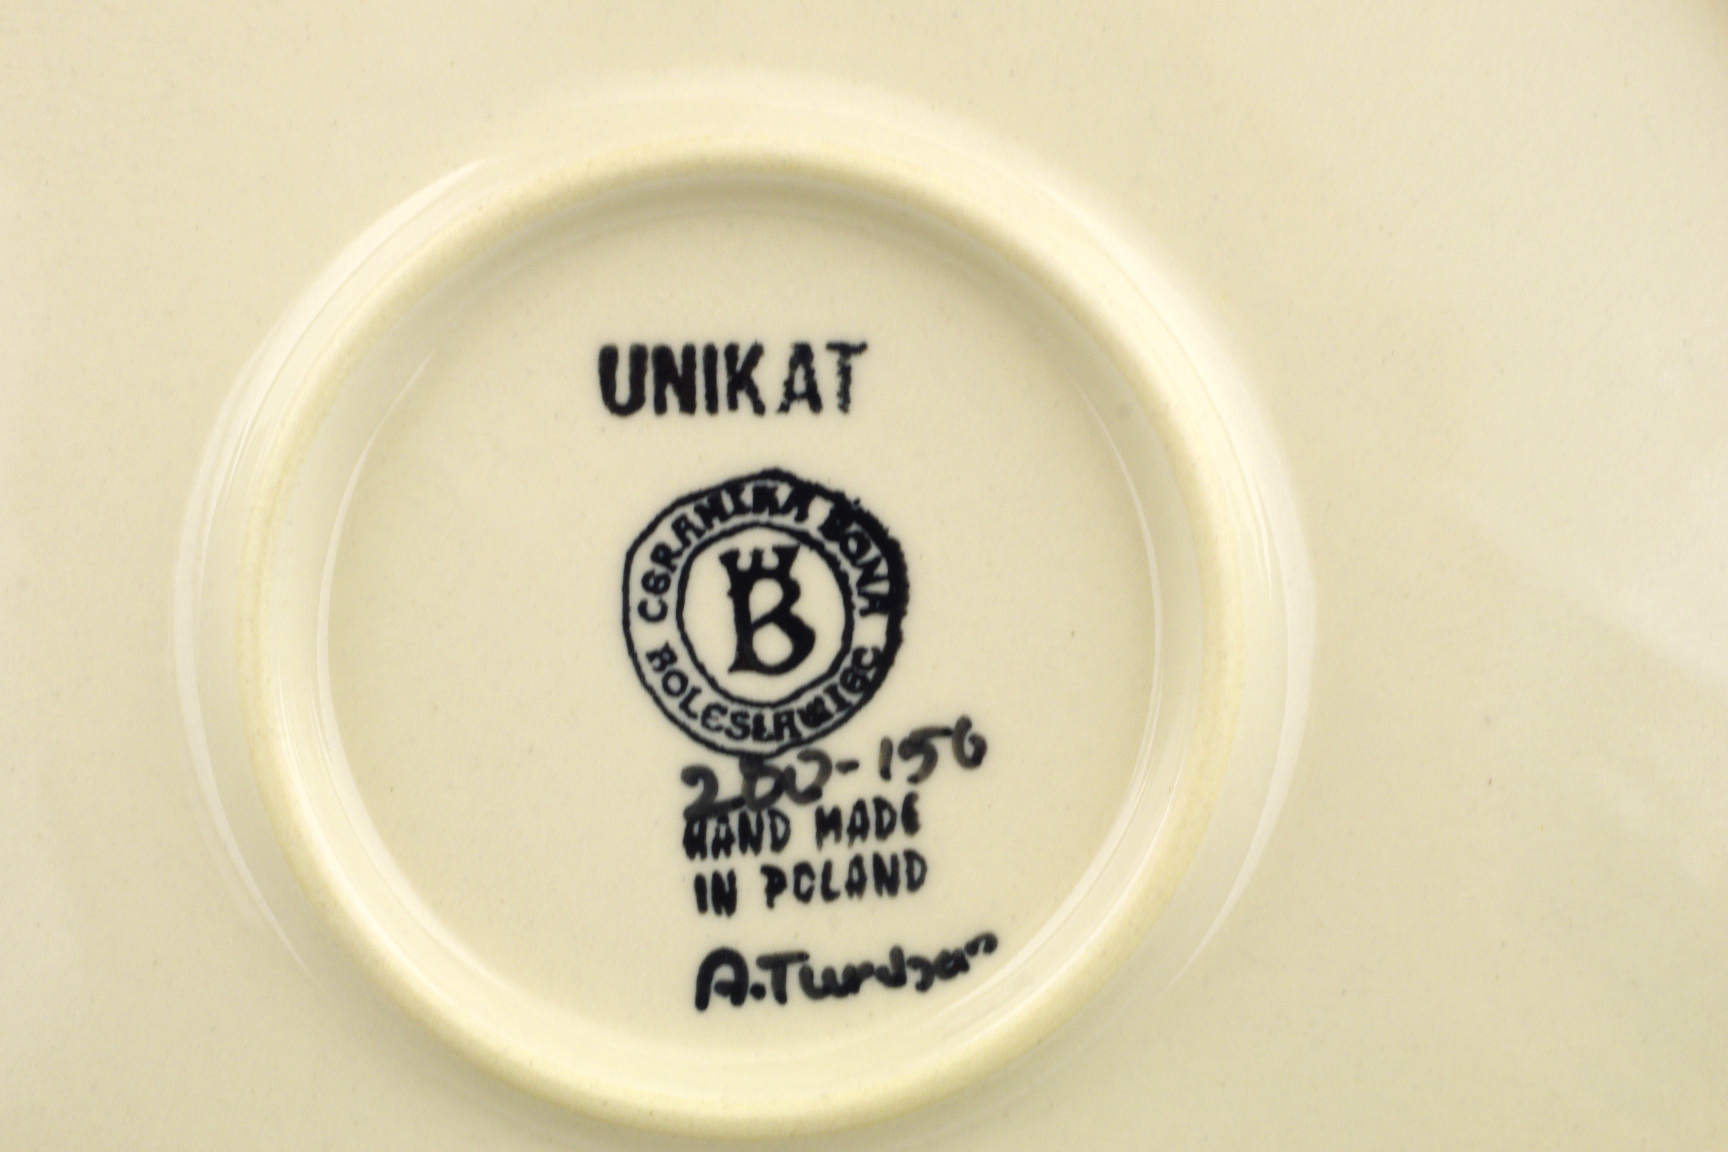 UNIKAT
CERAMIKA BONA
BOLESŁAWIEC
B
HAND MADE
IN POLAND